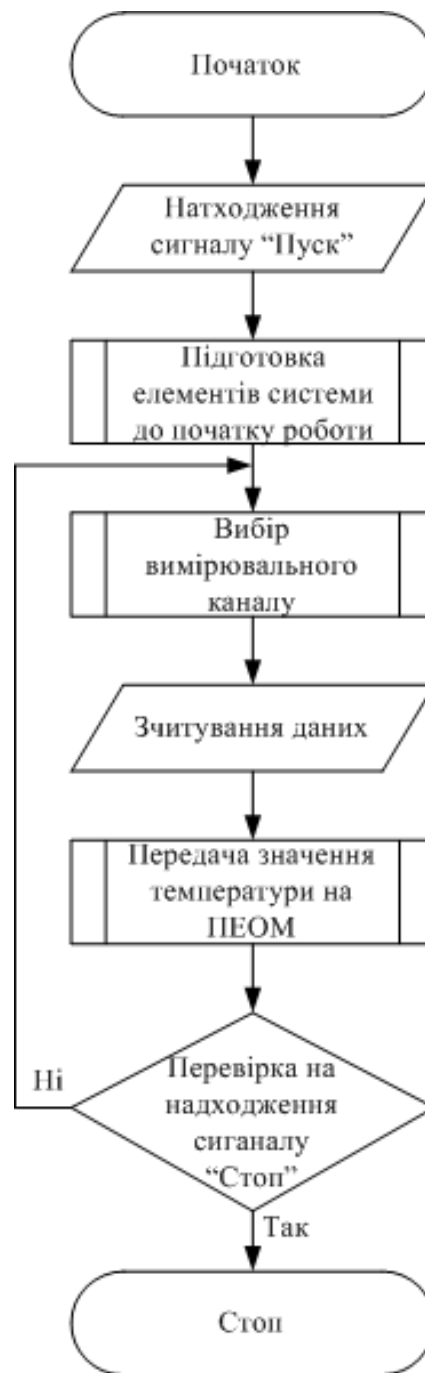 Початок
Натходження
сигналу “Пуск”
Підготовка
елементів системи
до початку роботи
Вибір
вимірювального
каналу
Зчитування даних
Передача значення
температури на
ПЕОМ
Ні
Перевірка на
надходження
сиганалу
“Стоп”
Так
Стоп